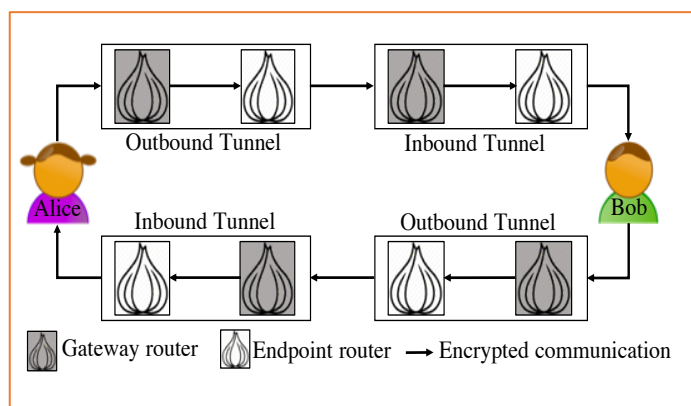 Outbound Tunnel
Inbound Tunnel
Alice
Bob
Inbound Tunnel
Outbound Tunnel
Gateway router
Endpoint router
Encrypted communication